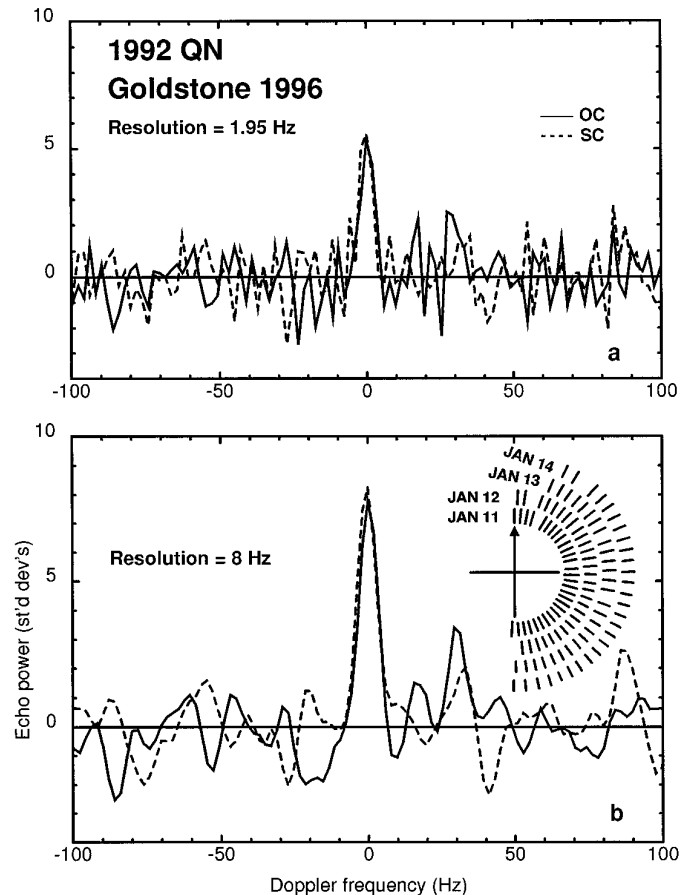 10
1992 QN
Goldstone 1996
Resolution = 1.95 Hz
OC
SC
5
0
a
-100
-50
0
50
100
10
JAN 14
JAN 13
JAN 12
JAN 11
Resolution = 8 Hz
5
Echo power (st'd dev's)
0
b
-100
-50
0
50
100
Doppler frequency (Hz)